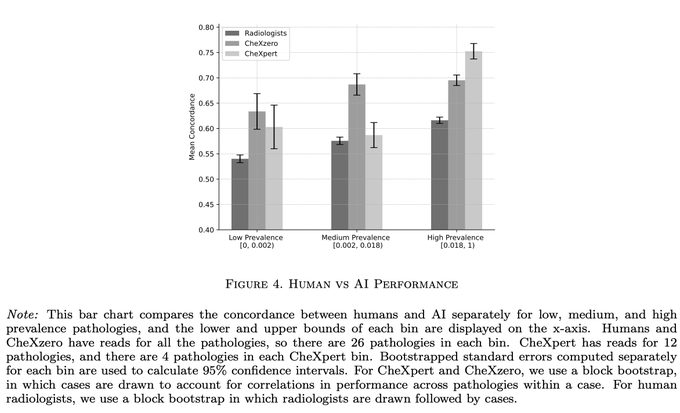 0.80
0.75
0.70
0.65
0.60
0.55
0.50
0.45
0.40
Mean Concordance
Radiologists
CheXzero
CheXpert
Low Prevalence
[0, 0.002)
Medium Prevalence
[0.002, 0.018)
High Prevalence
[0.018, 1)
Figure 4. Human vs AI Performance
Note: This bar chart compares the concordance between humans and AI separately for low, medium, and high
prevalence pathologies, and the lower and upper bounds of each bin are displayed on the x-axis. Humans and
CheXzero have reads for all the pathologies, so there are 26 pathologies in each bin. CheXpert has reads for 12
pathologies, and there are 4 pathologies in each CheXpert bin. Bootstrapped standard errors computed separately
for each bin are used to calculate 95% confidence intervals. For CheXpert and CheXzero, we use a block bootstrap,
in which cases are drawn to account for correlations in performance across pathologies within a case. For human
radiologists, we use a block bootstrap in which radiologists are drawn followed by cases.